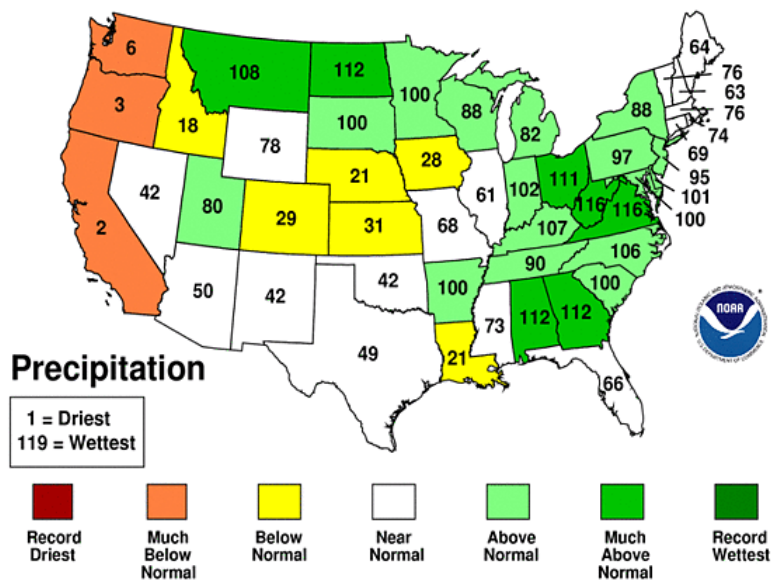 6
64
108
112
76
100
63
3
88
88
76
18
100
82
74
78
97
69
28
95
21
61
102
111
101
42
116
116
100
80
29
31
68
107
2
106
90
50
42
42
100
100
NOAA
73
112
112
49
21
66
Precipitation
1 = Driest
119 = Wettest
Record
Driest
Much
Below
Normal
Below
Normal
Near
Normal
Above
Normal
Much
Above
Normal
Record
Wettest